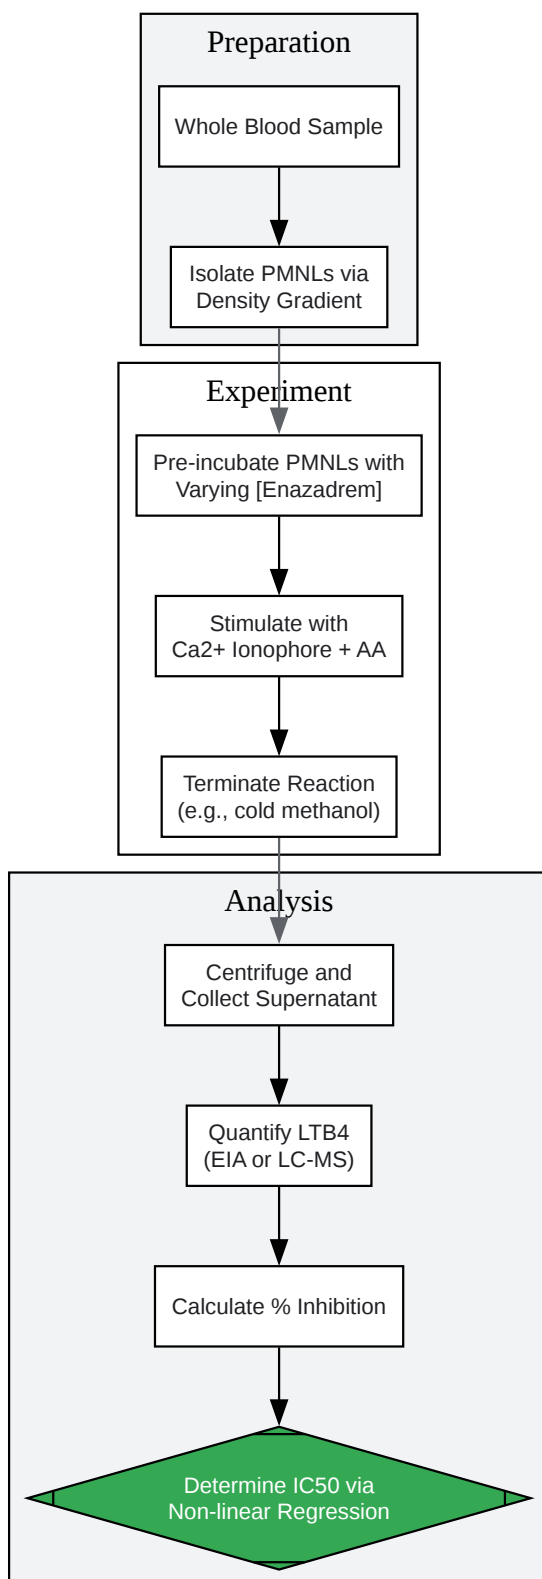 Preparation
Whole Blood Sample
Isolate PMNLs via
Density Gradient
Experiment
Pre-incubate PMNLs with
Varying [Enazadrem]
Stimulate with
Ca2+ Ionophore + AA
Terminate Reaction
(e.g., cold methanol)
Analysis
Centrifuge and
Collect Supernatant
Quantify LTB4
(EIA or LC-MS)
Calculate % Inhibition
Determine IC50 via
Non-linear Regression